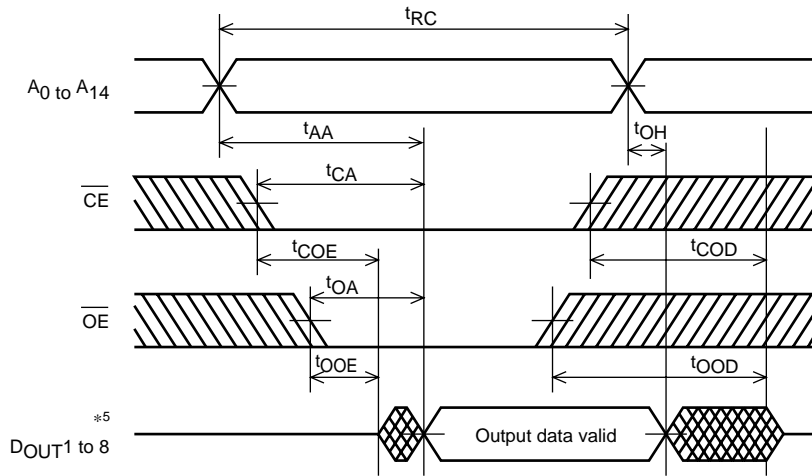 tRC
A0 to A14
tAA
tOH
CE
tCA
tCOE
tCOD
OE
tOA
tOOE
tOOD
*5
DOUT1 to 8
Output data valid